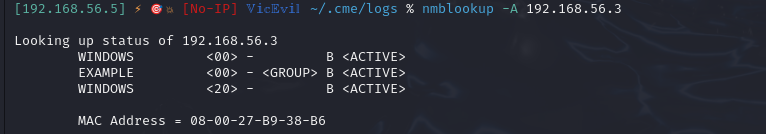 [192.168.56.5] ⚡ 🎯💥 [No-IP] 𝕍𝕚𝕔𝔼𝕧𝕚𝕝 ~/.cme/logs % nmblookup -A 192.168.56.3
Looking up status of 192.168.56.3
WINDOWS <00> - B <ACTIVE>
EXAMPLE <00> - <GROUP> B <ACTIVE>
WINDOWS <20> - B <ACTIVE>
MAC Address = 08-00-27-B9-38-B6